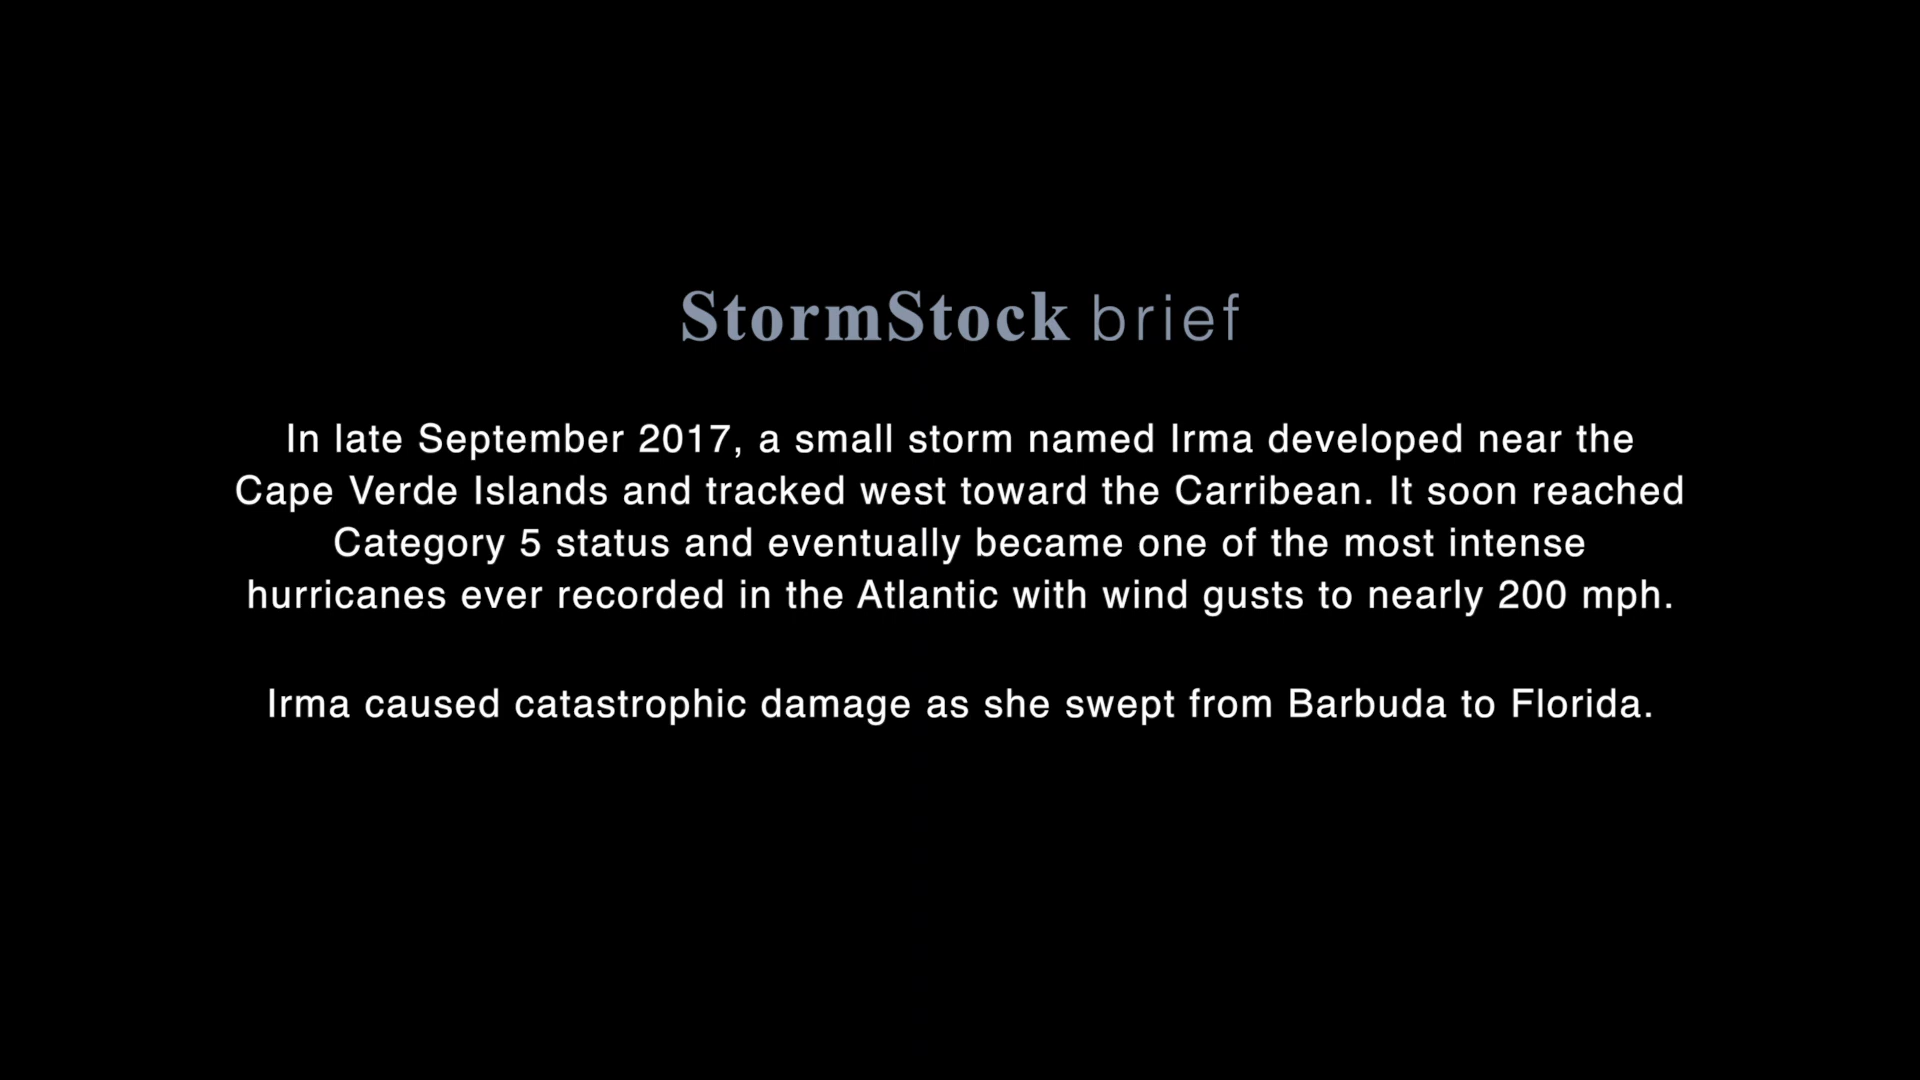 StormStock brief
In late September 2017, a small storm named Irma developed near the
Cape Verde Islands and tracked west toward the Carribean. It soon reached
Category 5 status and eventually became one of the most intense
hurricanes ever recorded in the Atlantic with wind gusts to nearly 200 mph.
Irma caused catastrophic damage as she swept from Barbuda to Florida.